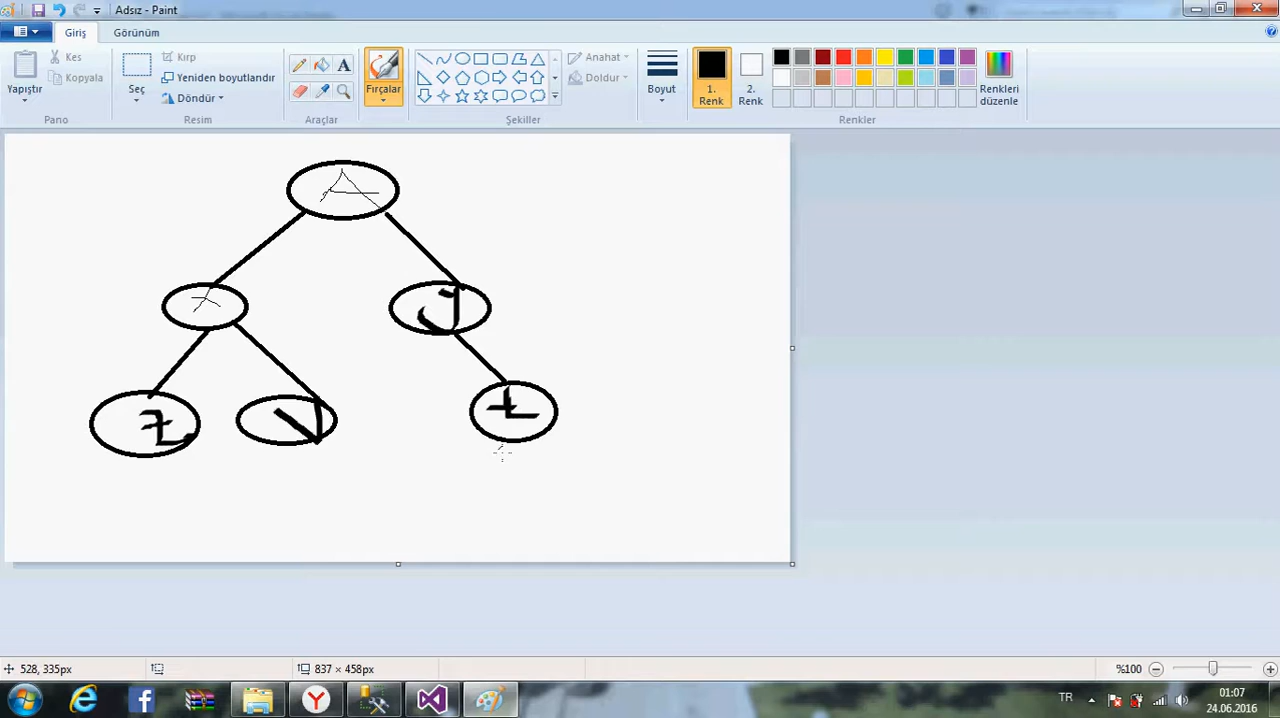 Adsız - Paint
Giriş
Görünüm
Yapıştır
Kes
Kopyala
Pano
Seç
Kırp
Yeniden boyutlandır
Döndür
Resim
Araçlar
Fırçalar
Şekiller
Anahat
Doldur
Boyut
1. Renk
2. Renk
Renkler
Renkleri düzenle
A
528, 335px
837 × 458px
%100
TR
01:07
24.06.2016